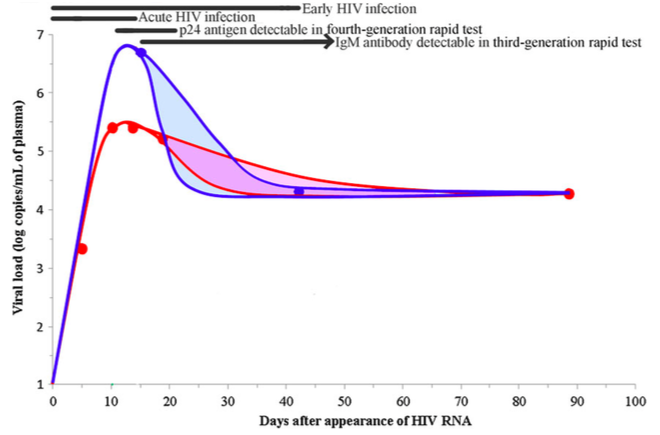 Early HIV infection
Acute HIV infection
p24 antigen detectable in fourth-generation rapid test
IgM antibody detectable in third-generation rapid test
7
6
5
4
3
2
1
Viral load (log copies/mL of plasma)
0 10 20 30 40 50 60 70 80 90 100
Days after appearance of HIV RNA